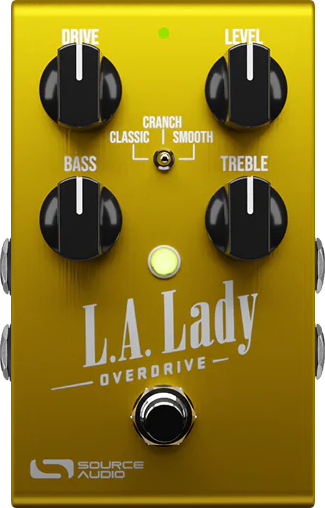 DRIVE LEVEL
CRANCH
CLASSIC SMOOTH
BASS TREBLE
L.A. Lady
OVERDRIVE
SOURCE
AUDIO